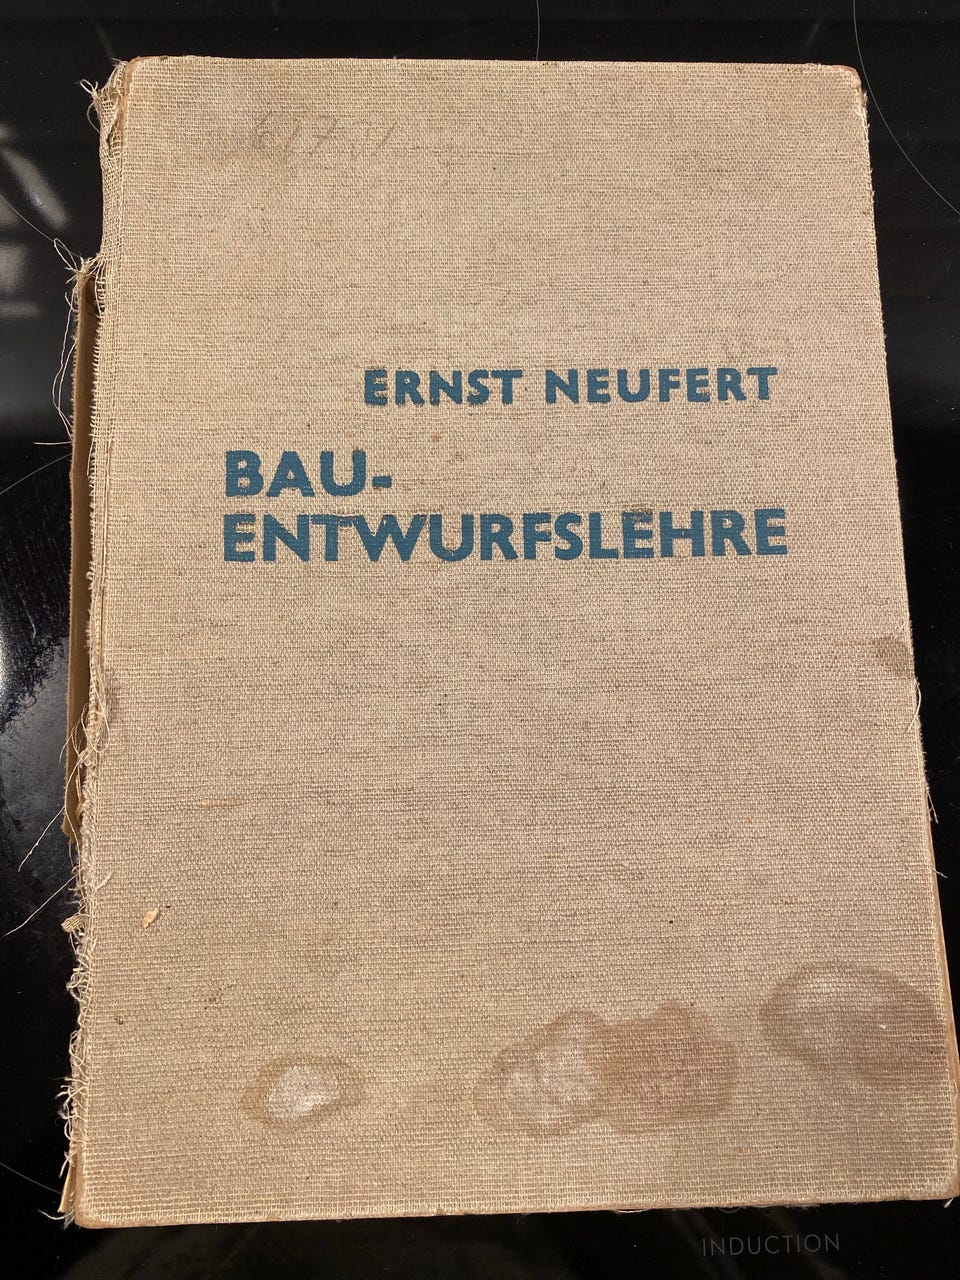 ERNST NEUFERT
BAU-
ENTWURFSLEHRE
INDUCTION